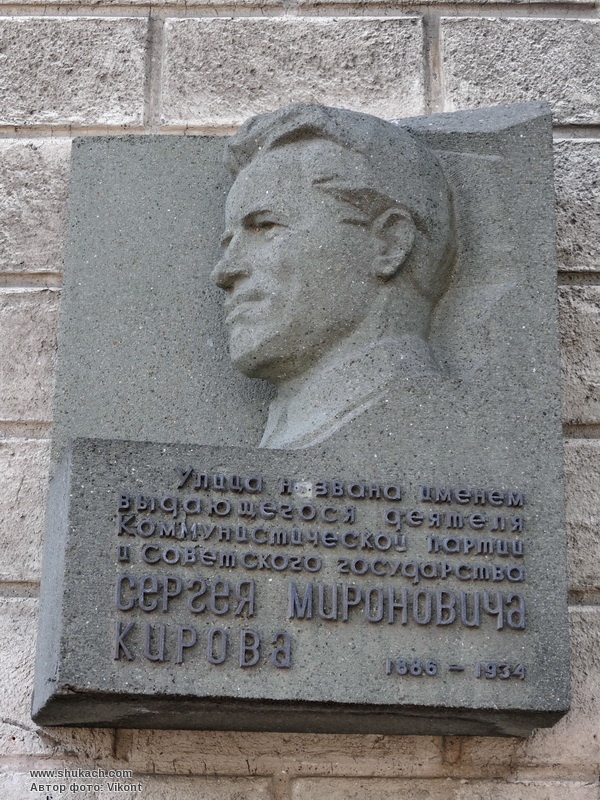 Улица названа именем
выдающегося деятеля
Коммунистической партии
и Советского государства
Сергея Мироновича
Кирова 1886 – 1934
www.shukach.com
Автор фото: Vikont